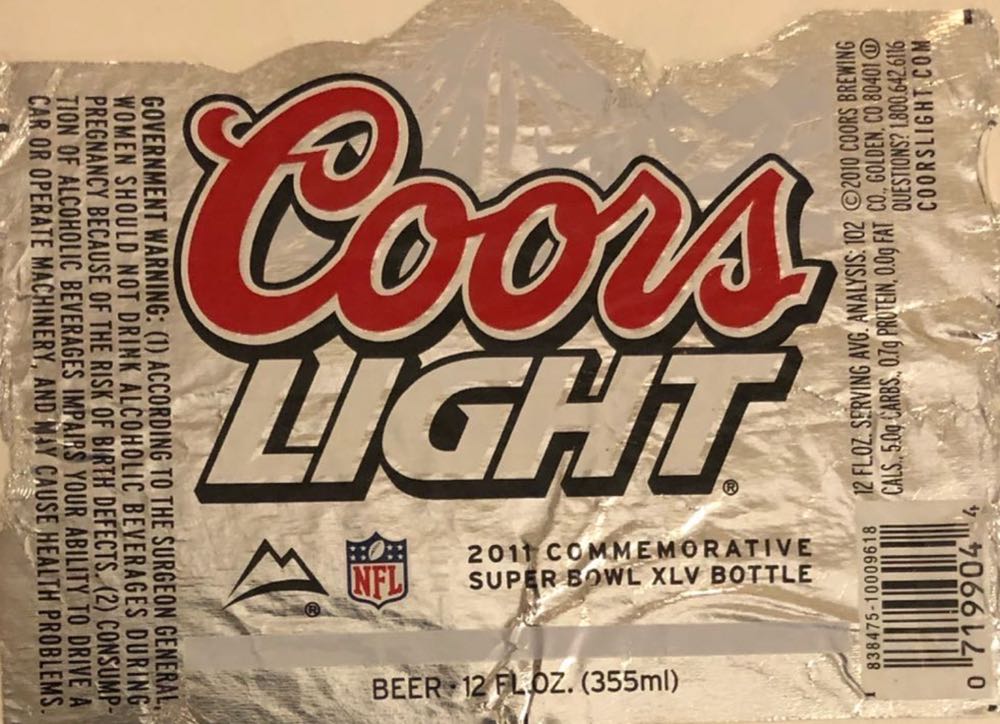 GOVERNMENT WARNING: (1) ACCORDING TO THE SURGEON GENERAL,
WOMEN SHOULD NOT DRINK ALCOHOLIC BEVERAGES DURING
PREGNANCY BECAUSE OF THE RISK OF BIRTH DEFECTS. (2) CONSUMP-
TION OF ALCOHOLIC BEVERAGES IMPAIRS YOUR ABILITY TO DRIVE A
CAR OR OPERATE MACHINERY, AND MAY CAUSE HEALTH PROBLEMS.
Coors
LIGHT®
®
NFL
2011 COMMEMORATIVE
SUPER BOWL XLV BOTTLE
BEER · 12 FL.OZ. (355ml)
12 FL.OZ. SERVING AVG. ANALYSIS: 102
CALS., 5.0g CARBS., 0.7g PROTEIN, 0.0g FAT
©2010 COORS BREWING
CO., GOLDEN, CO 80401 Ⓤ
QUESTIONS? 1.800.642.6116
COORSLIGHT.COM
838475-10009618
0 719904 4